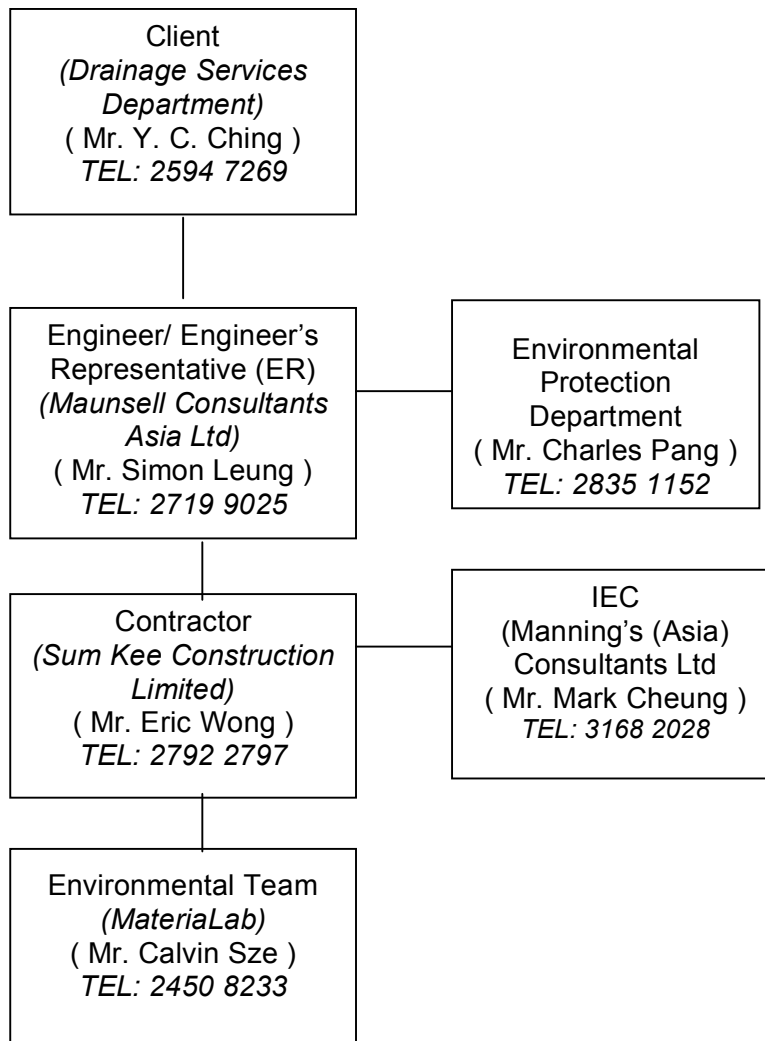 Client
(Drainage Services
Department)
( Mr. Y. C. Ching )
TEL: 2594 7269
Engineer/ Engineer’s
Representative (ER)
(Maunsell Consultants
Asia Ltd)
( Mr. Simon Leung )
TEL: 2719 9025
Environmental
Protection
Department
( Mr. Charles Pang )
TEL: 2835 1152
Contractor
(Sum Kee Construction
Limited)
( Mr. Eric Wong )
TEL: 2792 2797
IEC
(Manning’s (Asia)
Consultants Ltd
( Mr. Mark Cheung )
TEL: 3168 2028
Environmental Team
(MateriaLab)
( Mr. Calvin Sze )
TEL: 2450 8233